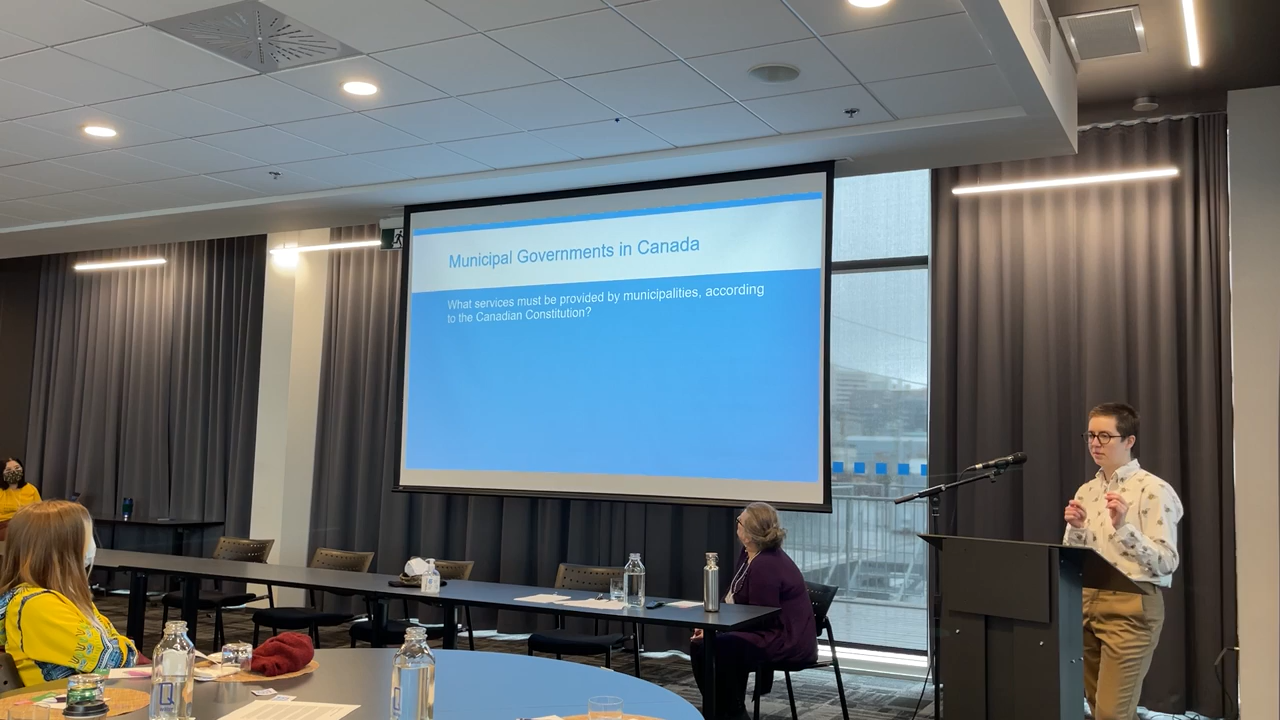 Municipal Governments in Canada
What services must be provided by municipalities, according
to the Canadian Constitution?